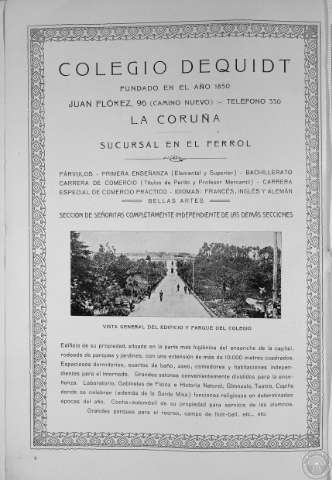 COLEGIO DEQUIDT
FUNDADO EN EL AÑO 1850
JUAN FLÓREZ, 96 (CAMINO NUEVO) - TELÉFONO 336
LA CORUÑA
SUCURSAL EN EL FERROL
PÁRVULOS - PRIMERA ENSEÑANZA (Elemental y Superior) - BACHILLERATO
CARRERA DE COMERCIO (Títulos de Perito y Profesor Mercantil) - CARRERA
ESPECIAL DE COMERCIO PRÁCTICO - IDIOMAS: FRANCÉS, INGLÉS Y ALEMÁN
BELLAS ARTES
SECCIÓN DE SEÑORITAS COMPLETAMENTE INDEPENDIENTE DE LAS DEMÁS SECCIONES
VISTA GENERAL DEL EDIFICIO Y PARQUE DEL COLEGIO
Edificio de su propiedad, situado en la parte más higiénica del ensanche de la capital,
rodeado de parques y jardines, con una extensión de más de 10.000 metros cuadrados.
Espaciosos dormitorios, cuartos de baño, aseo, comedores y habitaciones indepen-
dientes para el internado. Grandes salones convenientemente divididos para la ense-
ñanza. Laboratorio, Gabinetes de Física e Historia Natural, Gimnasio, Teatro, Capilla
donde se celebran (además de la Santa Misa) funciones religiosas en determinadas
épocas del año. Coche-automóvil de su propiedad para servicio de los alumnos.
Grandes parques para el recreo, campo de foot-ball, etc., etc.